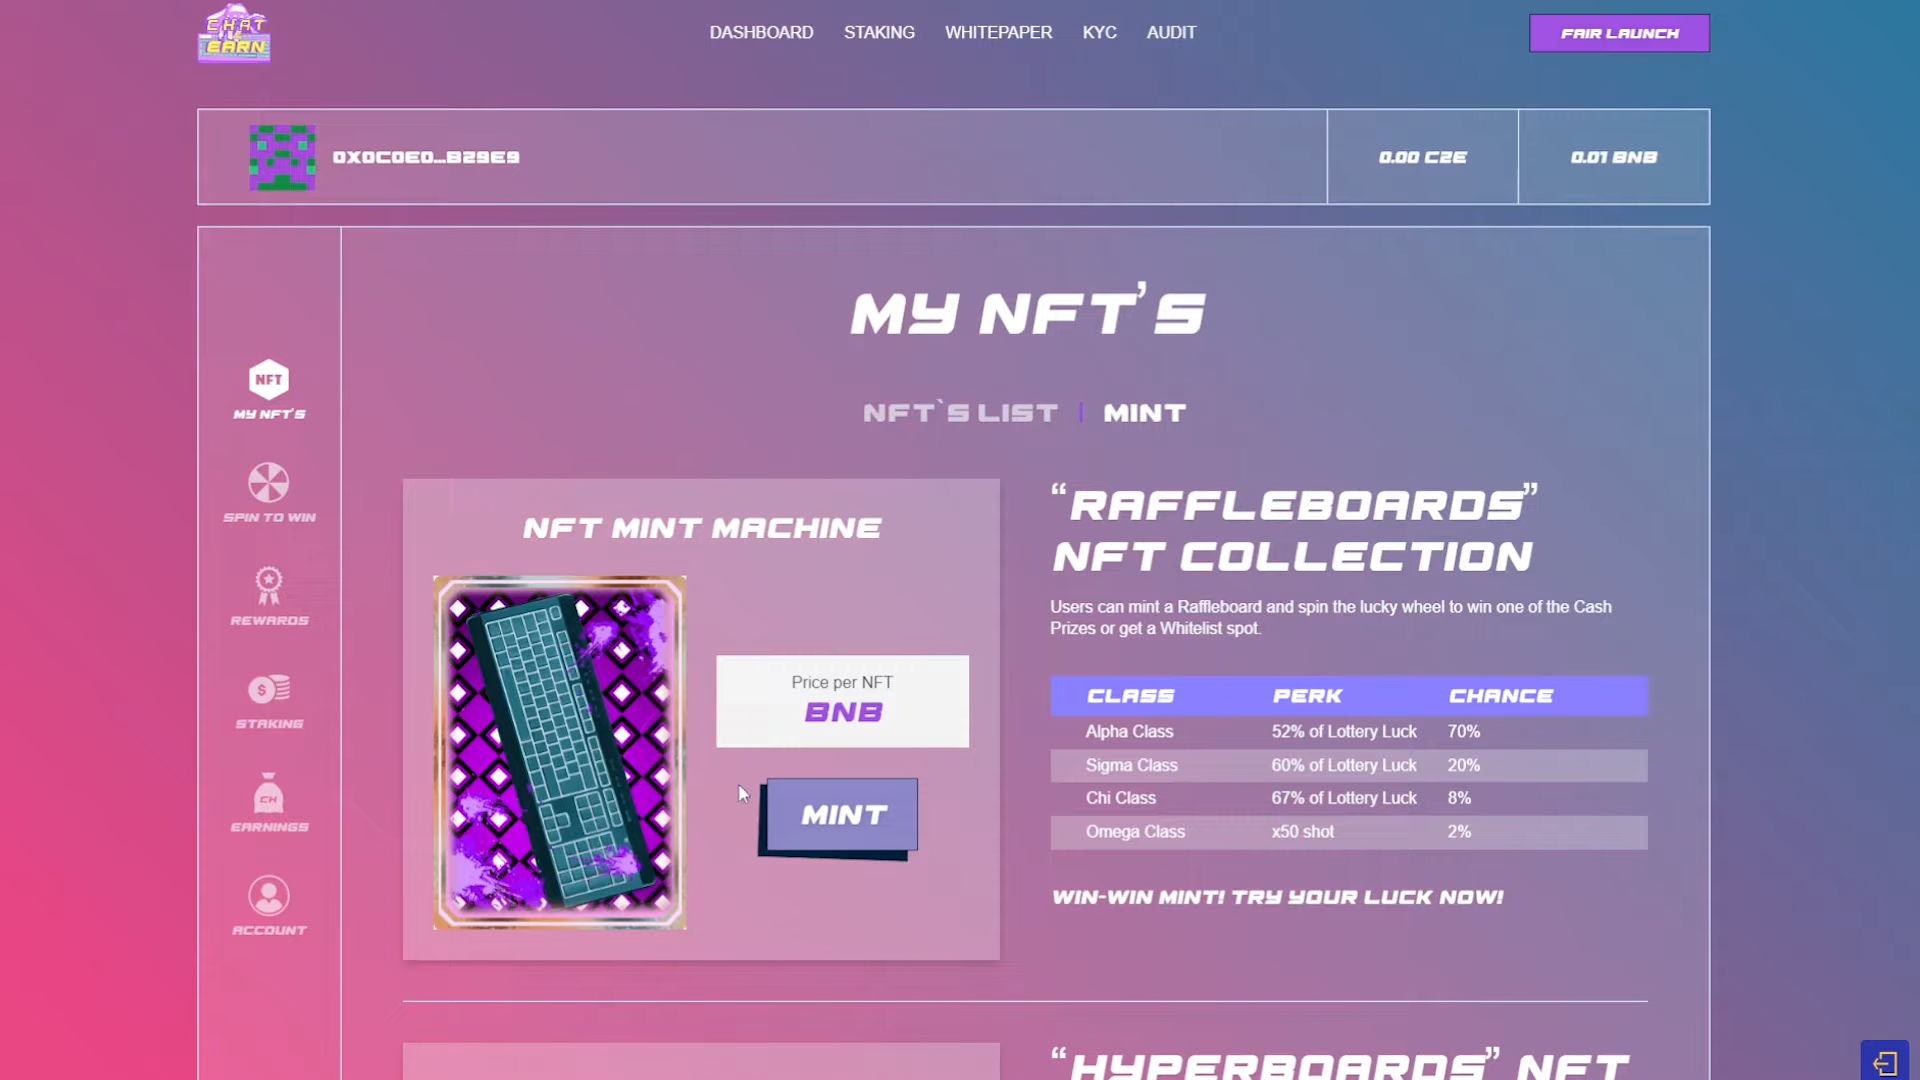 CHAT
EARN
DASHBOARD STAKING WHITEPAPER KYC AUDIT
FAIR LAUNCH
0X0C0E0...B29E9
0.00 C2E
0.01 BNB
MY NFT'S
NFT
MY NFT'S
SPIN TO WIN
REWARDS
$
STAKING
CH
EARNINGS
ACCOUNT
NFT`S LIST | MINT
NFT MINT MACHINE
Price per NFT
BNB
MINT
“RAFFLEBOARDS”
NFT COLLECTION
Users can mint a Raffleboard and spin the lucky wheel to win one of the Cash
Prizes or get a Whitelist spot.
CLASS PERK CHANCE
Alpha Class 52% of Lottery Luck 70%
Sigma Class 60% of Lottery Luck 20%
Chi Class 67% of Lottery Luck 8%
Omega Class x50 shot 2%
WIN-WIN MINT! TRY YOUR LUCK NOW!
“HYPERBOARDS” NFT